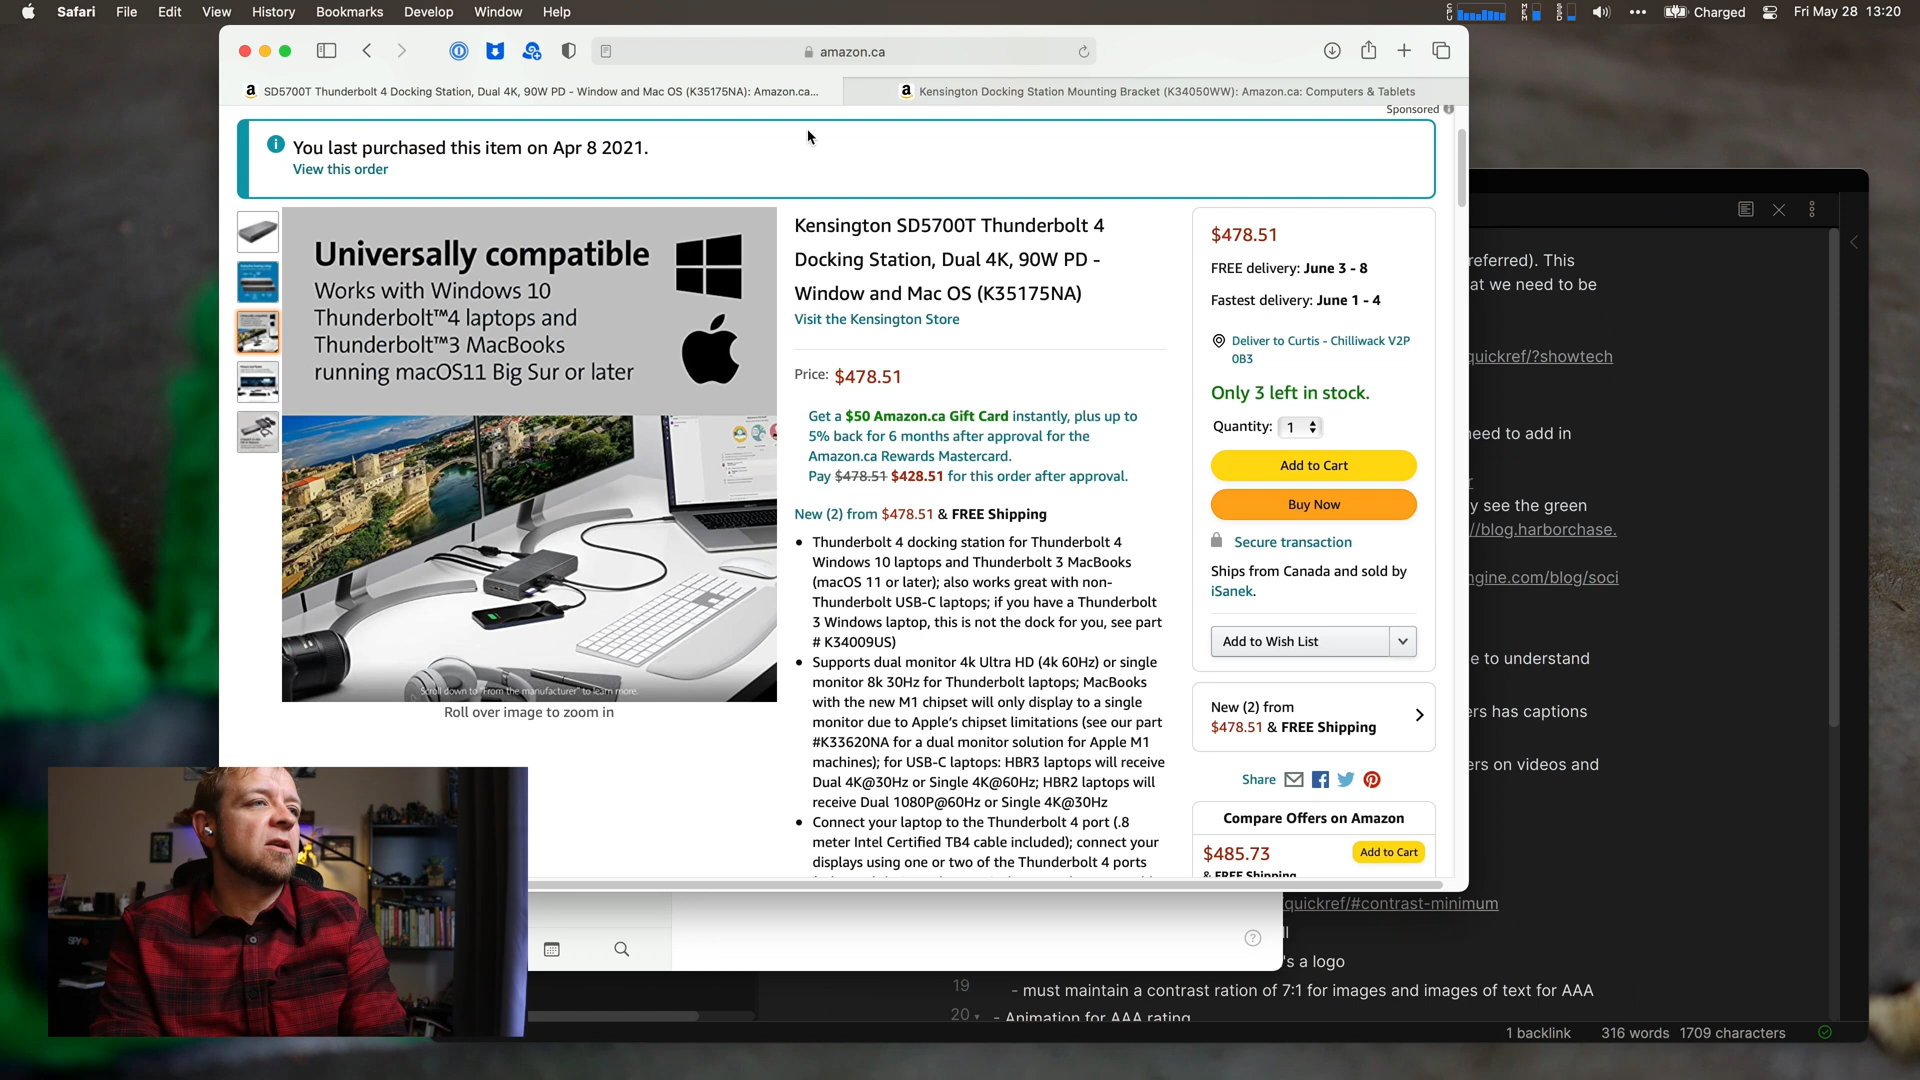 Safari File Edit View History Bookmarks Develop Window Help
CPU MEM SSD Charged Fri May 28 13:20
amazon.ca
SD5700T Thunderbolt 4 Docking Station, Dual 4K, 90W PD - Window and Mac OS (K35175NA): Amazon.ca...
Kensington Docking Station Mounting Bracket (K34050WW): Amazon.ca: Computers & Tablets
Sponsored
You last purchased this item on Apr 8 2021.
View this order
Universally compatible
Works with Windows 10
Thunderbolt™4 laptops and
Thunderbolt™3 MacBooks
running macOS11 Big Sur or later
Scroll down to "From the manufacturer" to learn more.
Roll over image to zoom in
Kensington SD5700T Thunderbolt 4
Docking Station, Dual 4K, 90W PD -
Window and Mac OS (K35175NA)
Visit the Kensington Store
Price: $478.51
Get a $50 Amazon.ca Gift Card instantly, plus up to
5% back for 6 months after approval for the
Amazon.ca Rewards Mastercard.
Pay $478.51 $428.51 for this order after approval.
New (2) from $478.51 & FREE Shipping
• Thunderbolt 4 docking station for Thunderbolt 4
Windows 10 laptops and Thunderbolt 3 MacBooks
(macOS 11 or later); also works great with non-
Thunderbolt USB-C laptops; if you have a Thunderbolt
3 Windows laptop, this is not the dock for you, see part
# K34009US)
• Supports dual monitor 4k Ultra HD (4k 60Hz) or single
monitor 8k 30Hz for Thunderbolt laptops; MacBooks
with the new M1 chipset will only display to a single
monitor due to Apple's chipset limitations (see our part
#K33620NA for a dual monitor solution for Apple M1
machines); for USB-C laptops: HBR3 laptops will receive
Dual 4K@30Hz or Single 4K@60Hz; HBR2 laptops will
receive Dual 1080P@60Hz or Single 4K@30Hz
• Connect your laptop to the Thunderbolt 4 port (.8
meter Intel Certified TB4 cable included); connect your
displays using one or two of the Thunderbolt 4 ports
$478.51
FREE delivery: June 3 - 8
Fastest delivery: June 1 - 4
Deliver to Curtis - Chilliwack V2P
0B3
Only 3 left in stock.
Quantity: 1
Add to Cart
Buy Now
Secure transaction
Ships from Canada and sold by
iSanek.
Add to Wish List
New (2) from
$478.51 & FREE Shipping
Share
Compare Offers on Amazon
$485.73 Add to Cart
& FREE Shipping
referred). This
at we need to be
quickref/?showtech
need to add in
y see the green
//blog.harborchase.
ngine.com/blog/soci
e to understand
ers has captions
ers on videos and
quickref/#contrast-minimum
's a logo
19 - must maintain a contrast ration of 7:1 for images and images of text for AAA
20 - Animation for AAA rating
1 backlink 316 words 1709 characters
SPY